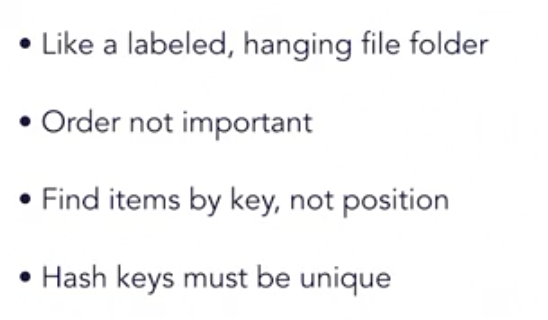 • Like a labeled, hanging file folder
• Order not important
• Find items by key, not position
• Hash keys must be unique